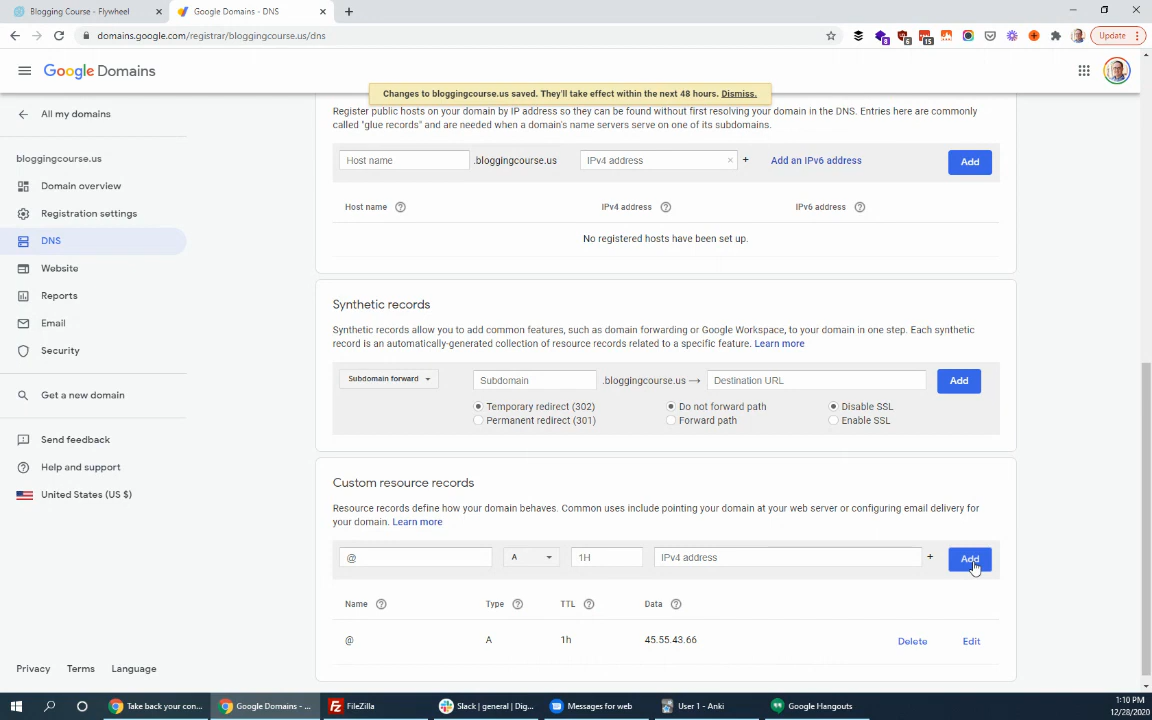 Blogging Course - Flywheel
Google Domains - DNS
domains.google.com/registrar/bloggingcourse.us/dns
8
6
15
Update
Google Domains
Changes to bloggingcourse.us saved. They'll take effect within the next 48 hours. Dismiss.
All my domains
bloggingcourse.us
Domain overview
Registration settings
DNS
Website
Reports
Email
Security
Get a new domain
Send feedback
Help and support
United States (US $)
Privacy Terms Language
Register public hosts on your domain by IP address so they can be found without first resolving your domain in the DNS. Entries here are commonly
called "glue records" and are needed when a domain's name servers serve on one of its subdomains.
Host name .bloggingcourse.us IPv4 address × + Add an IPv6 address Add
Host name ? IPv4 address ? IPv6 address ?
No registered hosts have been set up.
Synthetic records
Synthetic records allow you to add common features, such as domain forwarding or Google Workspace, to your domain in one step. Each synthetic
record is an automatically-generated collection of resource records related to a specific feature. Learn more
Subdomain forward Subdomain .bloggingcourse.us → Destination URL Add
Temporary redirect (302) Do not forward path Disable SSL
Permanent redirect (301) Forward path Enable SSL
Custom resource records
Resource records define how your domain behaves. Common uses include pointing your domain at your web server or configuring email delivery for
your domain. Learn more
@ A 1H IPv4 address + Add
Name ? Type ? TTL ? Data ?
@ A 1h 45.55.43.66 Delete Edit
Take back your con...
Google Domains - ...
FileZilla
Slack | general | Dig...
Messages for web
User 1 - Anki
Google Hangouts
1:10 PM
12/28/2020